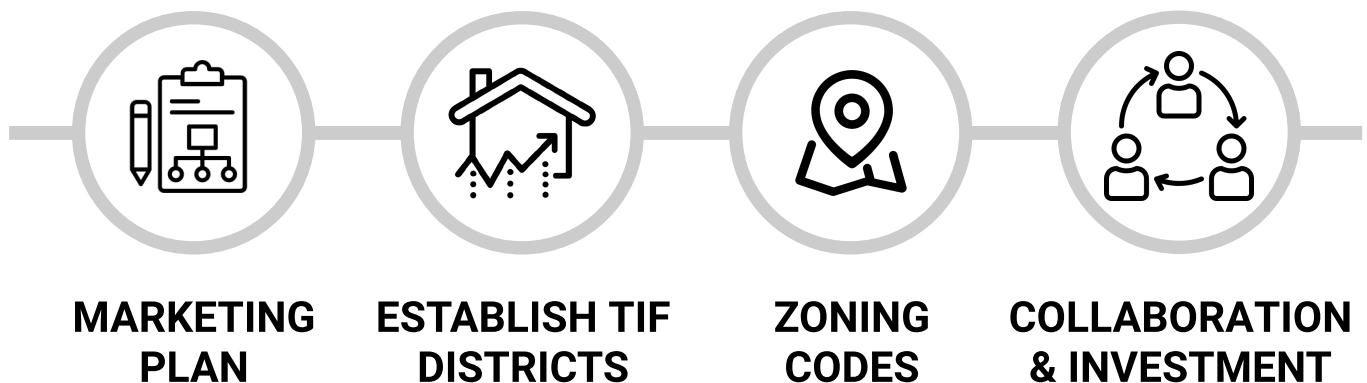 MARKETING
PLAN
ESTABLISH TIF
DISTRICTS
ZONING
CODES
COLLABORATION
& INVESTMENT